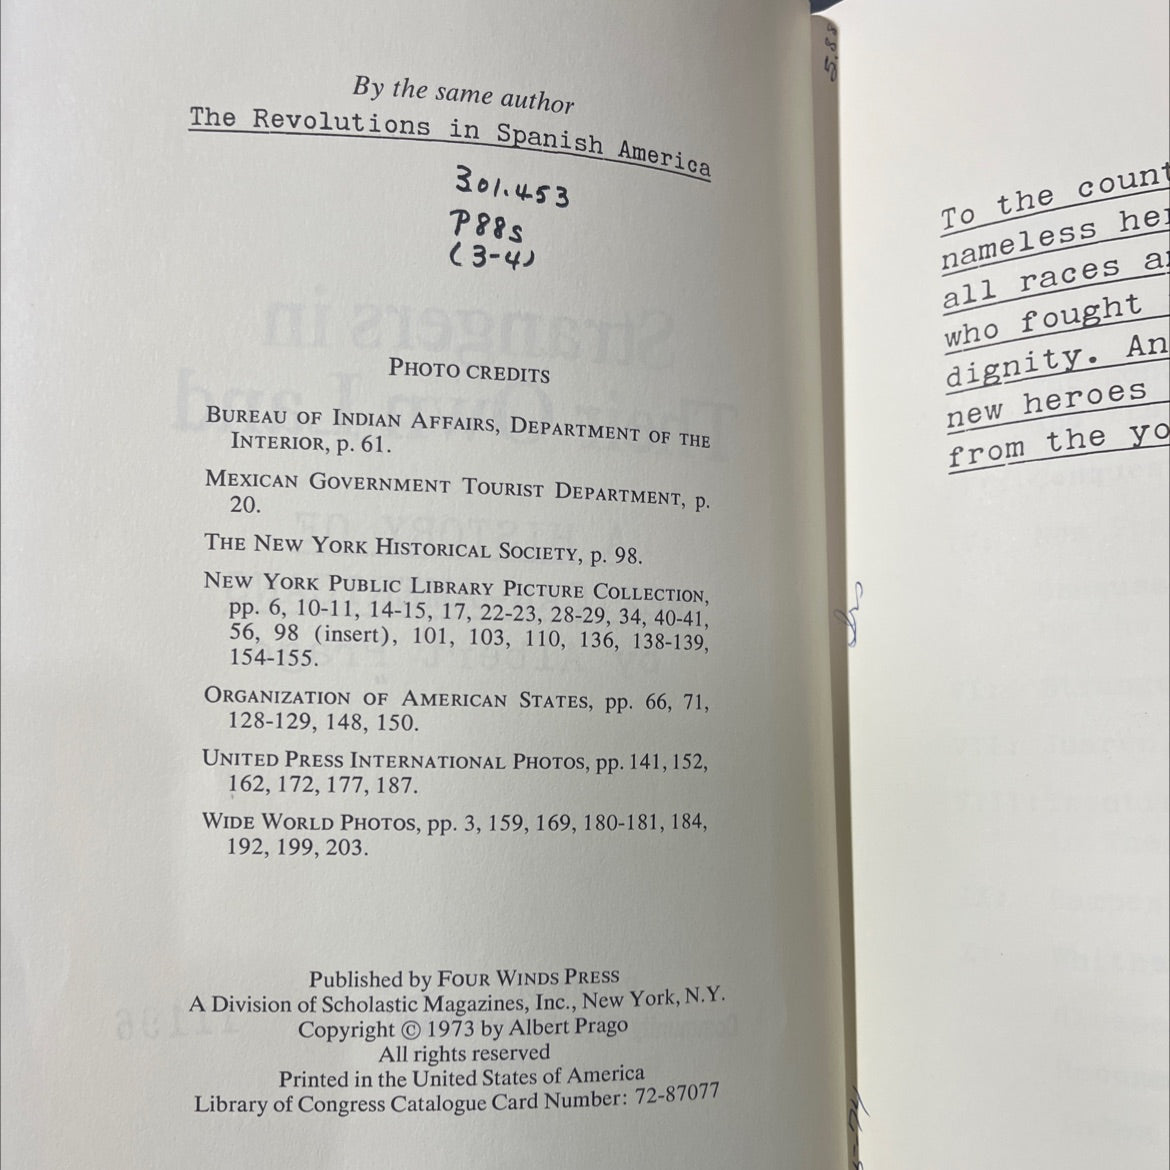 By the same author
The Revolutions in Spanish America
301.453
P88s
(3-4)
PHOTO CREDITS
BUREAU OF INDIAN AFFAIRS, DEPARTMENT OF THE
INTERIOR, p. 61.
MEXICAN GOVERNMENT TOURIST DEPARTMENT, p.
20.
THE NEW YORK HISTORICAL SOCIETY, p. 98.
NEW YORK PUBLIC LIBRARY PICTURE COLLECTION,
pp. 6, 10-11, 14-15, 17, 22-23, 28-29, 34, 40-41,
56, 98 (insert), 101, 103, 110, 136, 138-139,
154-155.
ORGANIZATION OF AMERICAN STATES, pp. 66, 71,
128-129, 148, 150.
UNITED PRESS INTERNATIONAL PHOTOS, pp. 141, 152,
162, 172, 177, 187.
WIDE WORLD PHOTOS, pp. 3, 159, 169, 180-181, 184,
192, 199, 203.
Published by FOUR WINDS PRESS
A Division of Scholastic Magazines, Inc., New York, N.Y.
Copyright © 1973 by Albert Prago
All rights reserved
Printed in the United States of America
Library of Congress Catalogue Card Number: 72-87077
To the count
nameless her
all races a
who fought
dignity. An
new heroes
from the yo